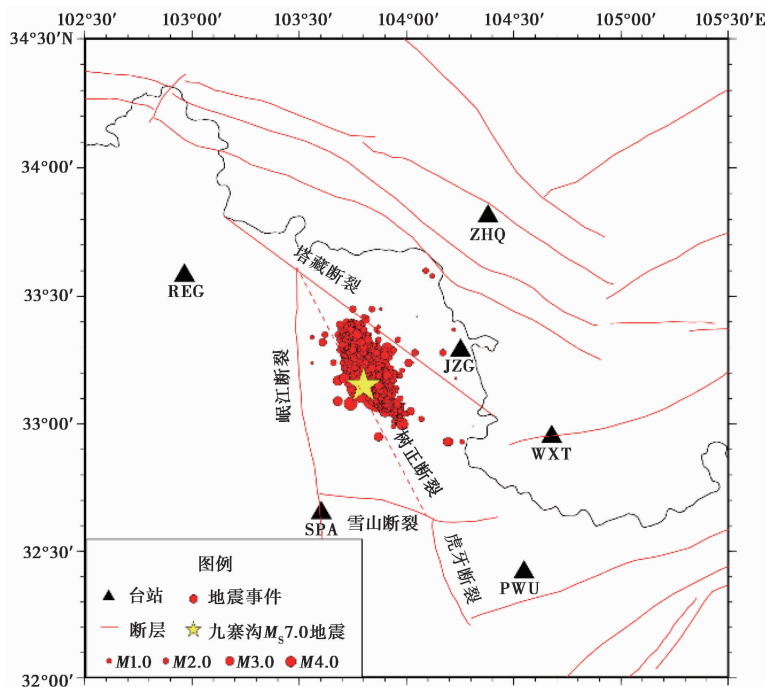 102°30′ 103°00′ 103°30′ 104°00′ 104°30′ 105°00′ 105°30′E
34°30′N
34°00′
ZHQ
塔藏断裂
REG
33°30′
JZG
岷江断裂
33°00′
WXT
树正断裂
SPA
雪山断裂
32°30′
虎牙断裂
PWU
图例
台站 地震事件
断层 九寨沟MS7.0地震
M1.0 M2.0 M3.0 M4.0
32°00′